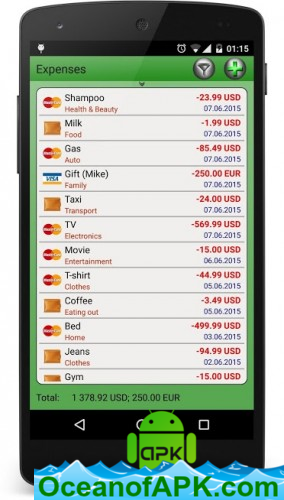 01:15
Expenses
Shampoo -23.99 USD
Health & Beauty 07.06.2015
Milk -1.99 USD
Food 07.06.2015
Gas -85.49 USD
Auto 07.06.2015
VISA Gift (Mike) -250.00 EUR
Family 07.06.2015
Taxi -24.00 USD
Transport 07.06.2015
TV -569.99 USD
Electronics 07.06.2015
Movie -15.00 USD
Entertainment 06.06.2015
T-shirt -44.99 USD
Clothes 05.06.2015
Coffee -3.49 USD
Eating out 05.06.2015
Bed -499.99 USD
Home 03.06.2015
Jeans -94.99 USD
Clothes 02.06.2015
Gym -15.00 USD
Total: 1 378.92 USD; 250.00 EUR
APK
OceanofAPK.com